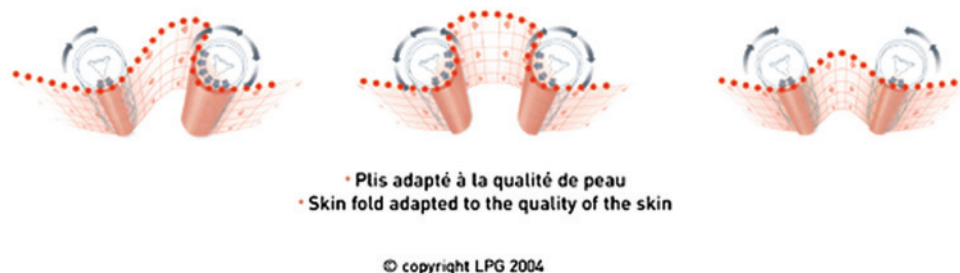 • Plis adapté à la qualité de peau
• Skin fold adapted to the quality of the skin
© copyright LPG 2004